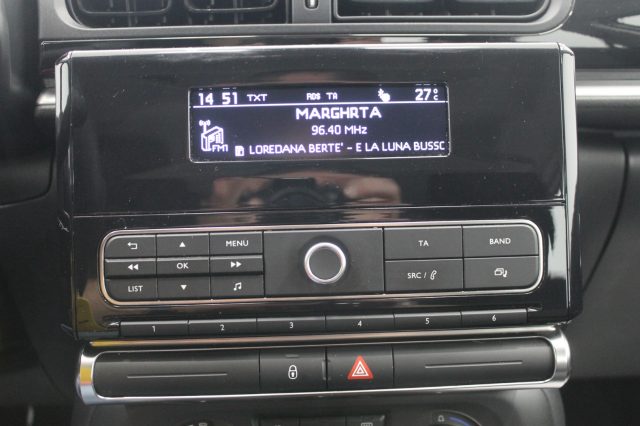 14 51 TXT RDS TA 27°C
MARGHRTA
96.40 MHz
FM1
LOREDANA BERTE' - E LA LUNA BUSSC
MENU
TA
BAND
OK
SRC /
LIST
1 2 3 4 5 6